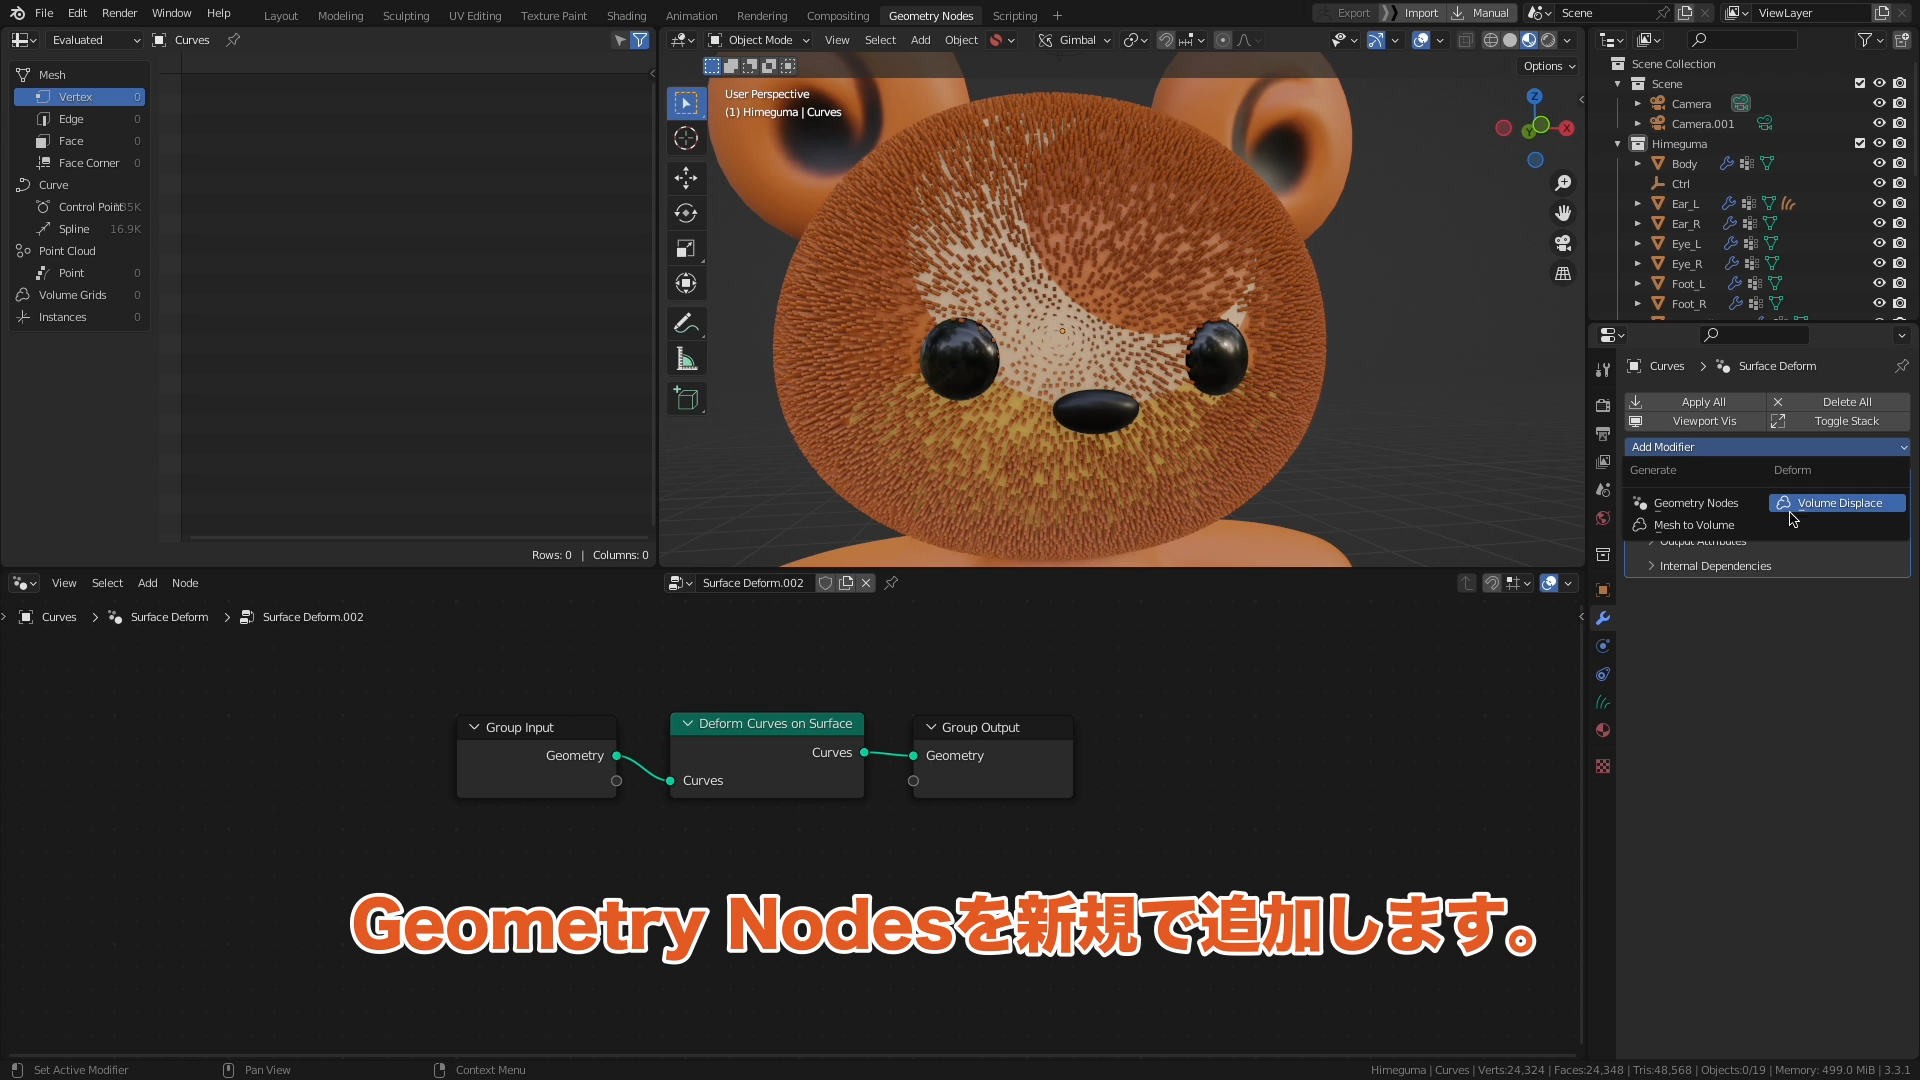 File Edit Render Window Help
Layout Modeling Sculpting UV Editing Texture Paint Shading Animation Rendering Compositing Geometry Nodes Scripting
Export Import Manual Scene ViewLayer
Evaluated Curves
Mesh
Vertex 0
Edge 0
Face 0
Face Corner 0
Curve
Control Point 35K
Spline 16.9K
Point Cloud
Point 0
Volume Grids 0
Instances 0
Rows: 0 | Columns: 0
Object Mode View Select Add Object Gimbal
Options
User Perspective
(1) Himeguma | Curves
Z
X
Y
Scene Collection
Scene
Camera
Camera.001
Himeguma
Body
Ctrl
Ear_L
Ear_R
Eye_L
Eye_R
Foot_L
Foot_R
Curves > Surface Deform
Apply All Delete All
Viewport Vis Toggle Stack
Add Modifier
Generate Deform
Geometry Nodes Volume Displace
Mesh to Volume
Output Attributes
Internal Dependencies
View Select Add Node
Surface Deform.002
Curves > Surface Deform > Surface Deform.002
Group Input
Geometry
Deform Curves on Surface
Curves
Curves
Group Output
Geometry
Geometry Nodesを新規で追加します。
Set Active Modifier Pan View Context Menu
Himeguma | Curves | Verts:24,324 | Faces:24,348 | Tris:48,568 | Objects:0/19 | Memory: 499.0 MiB | 3.3.1